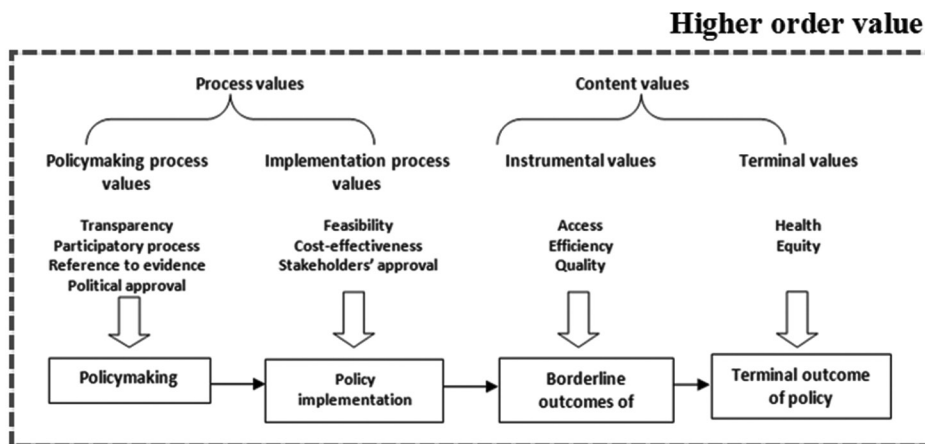 Higher order value
Process values
Content values
Policymaking process
values
Implementation process
values
Instrumental values
Terminal values
Transparency
Participatory process
Reference to evidence
Political approval
Feasibility
Cost-effectiveness
Stakeholders' approval
Access
Efficiency
Quality
Health
Equity
Policymaking
Policy
implementation
Borderline
outcomes of
Terminal outcome
of policy